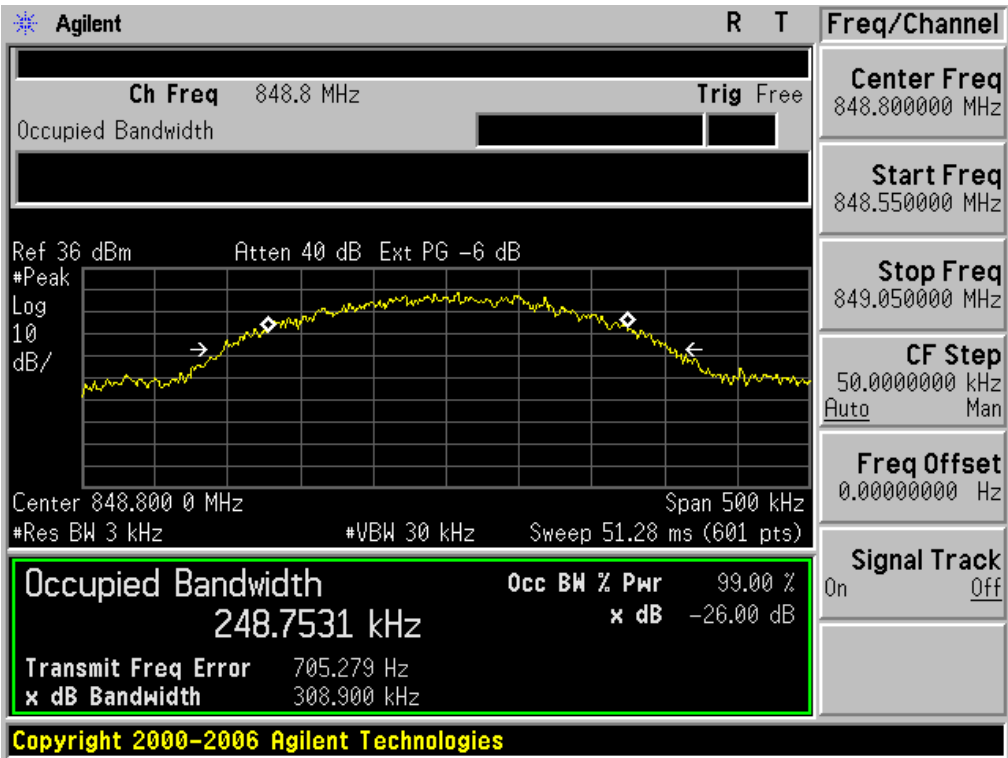 Agilent R T
Freq/Channel
Ch Freq 848.8 MHz Trig Free
Occupied Bandwidth
Center Freq
848.800000 MHz
Start Freq
848.550000 MHz
Stop Freq
849.050000 MHz
CF Step
50.0000000 kHz
Auto Man
Freq Offset
0.00000000 Hz
Signal Track
On Off
Ref 36 dBm Atten 40 dB Ext PG -6 dB
#Peak
Log
10
dB/
Center 848.800 0 MHz Span 500 kHz
#Res BW 3 kHz #VBW 30 kHz Sweep 51.28 ms (601 pts)
Occupied Bandwidth Occ BW % Pwr 99.00 %
248.7531 kHz x dB -26.00 dB
Transmit Freq Error 705.279 Hz
x dB Bandwidth 308.900 kHz
Copyright 2000-2006 Agilent Technologies